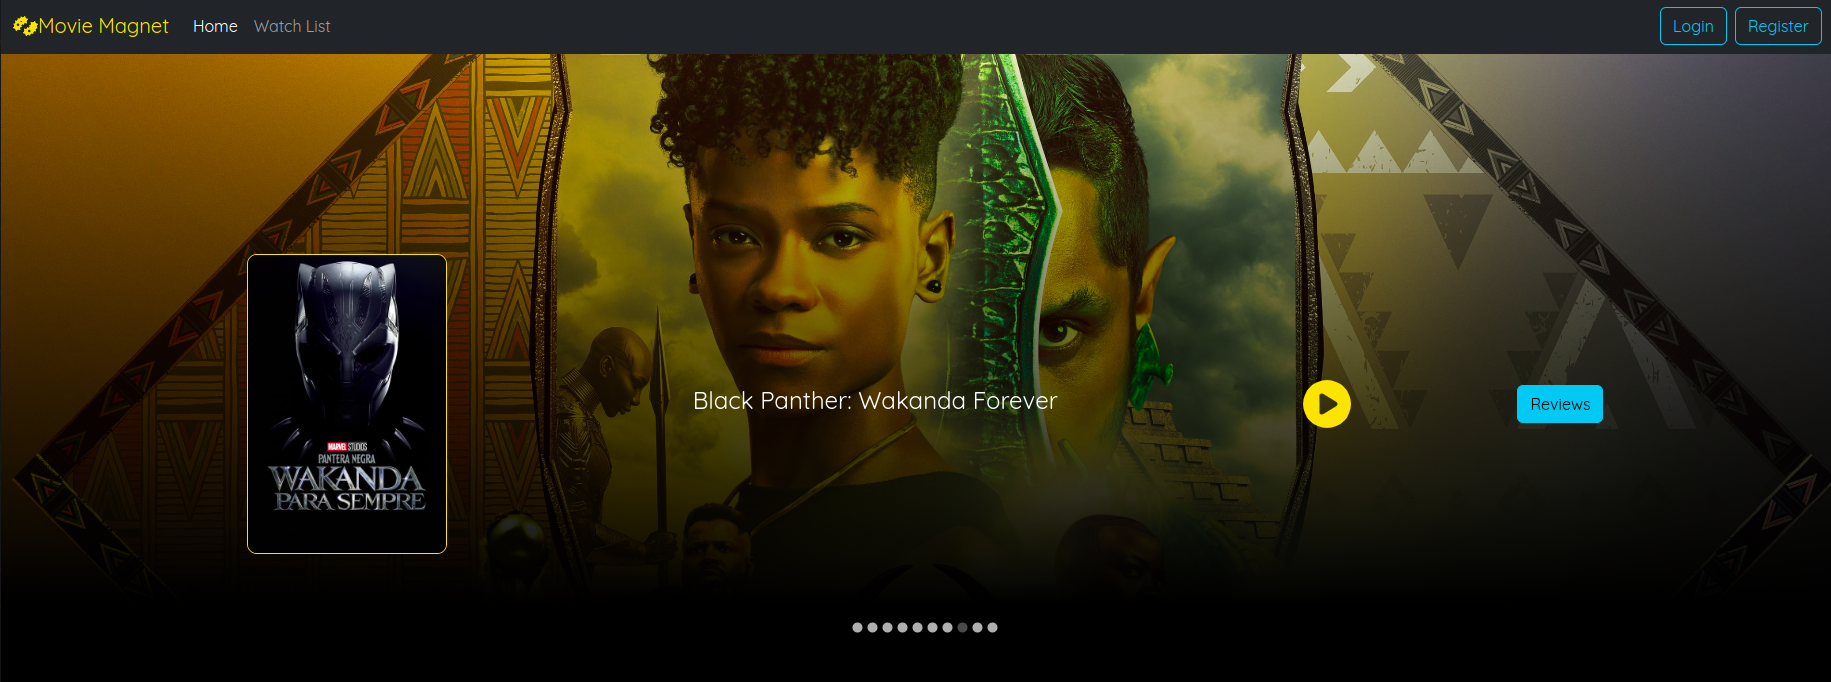 Movie Magnet
Home
Watch List
Login
Register
MARVEL STUDIOS
PANTERA NEGRA
WAKANDA
PARA SEMPRE
Black Panther: Wakanda Forever
Reviews